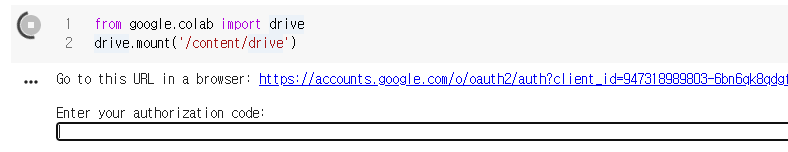 1 from google.colab import drive
2 drive.mount('/content/drive')
Go to this URL in a browser: https://accounts.google.com/o/oauth2/auth?client_id=947318989803-6bn6qk8qdgf
Enter your authorization code: